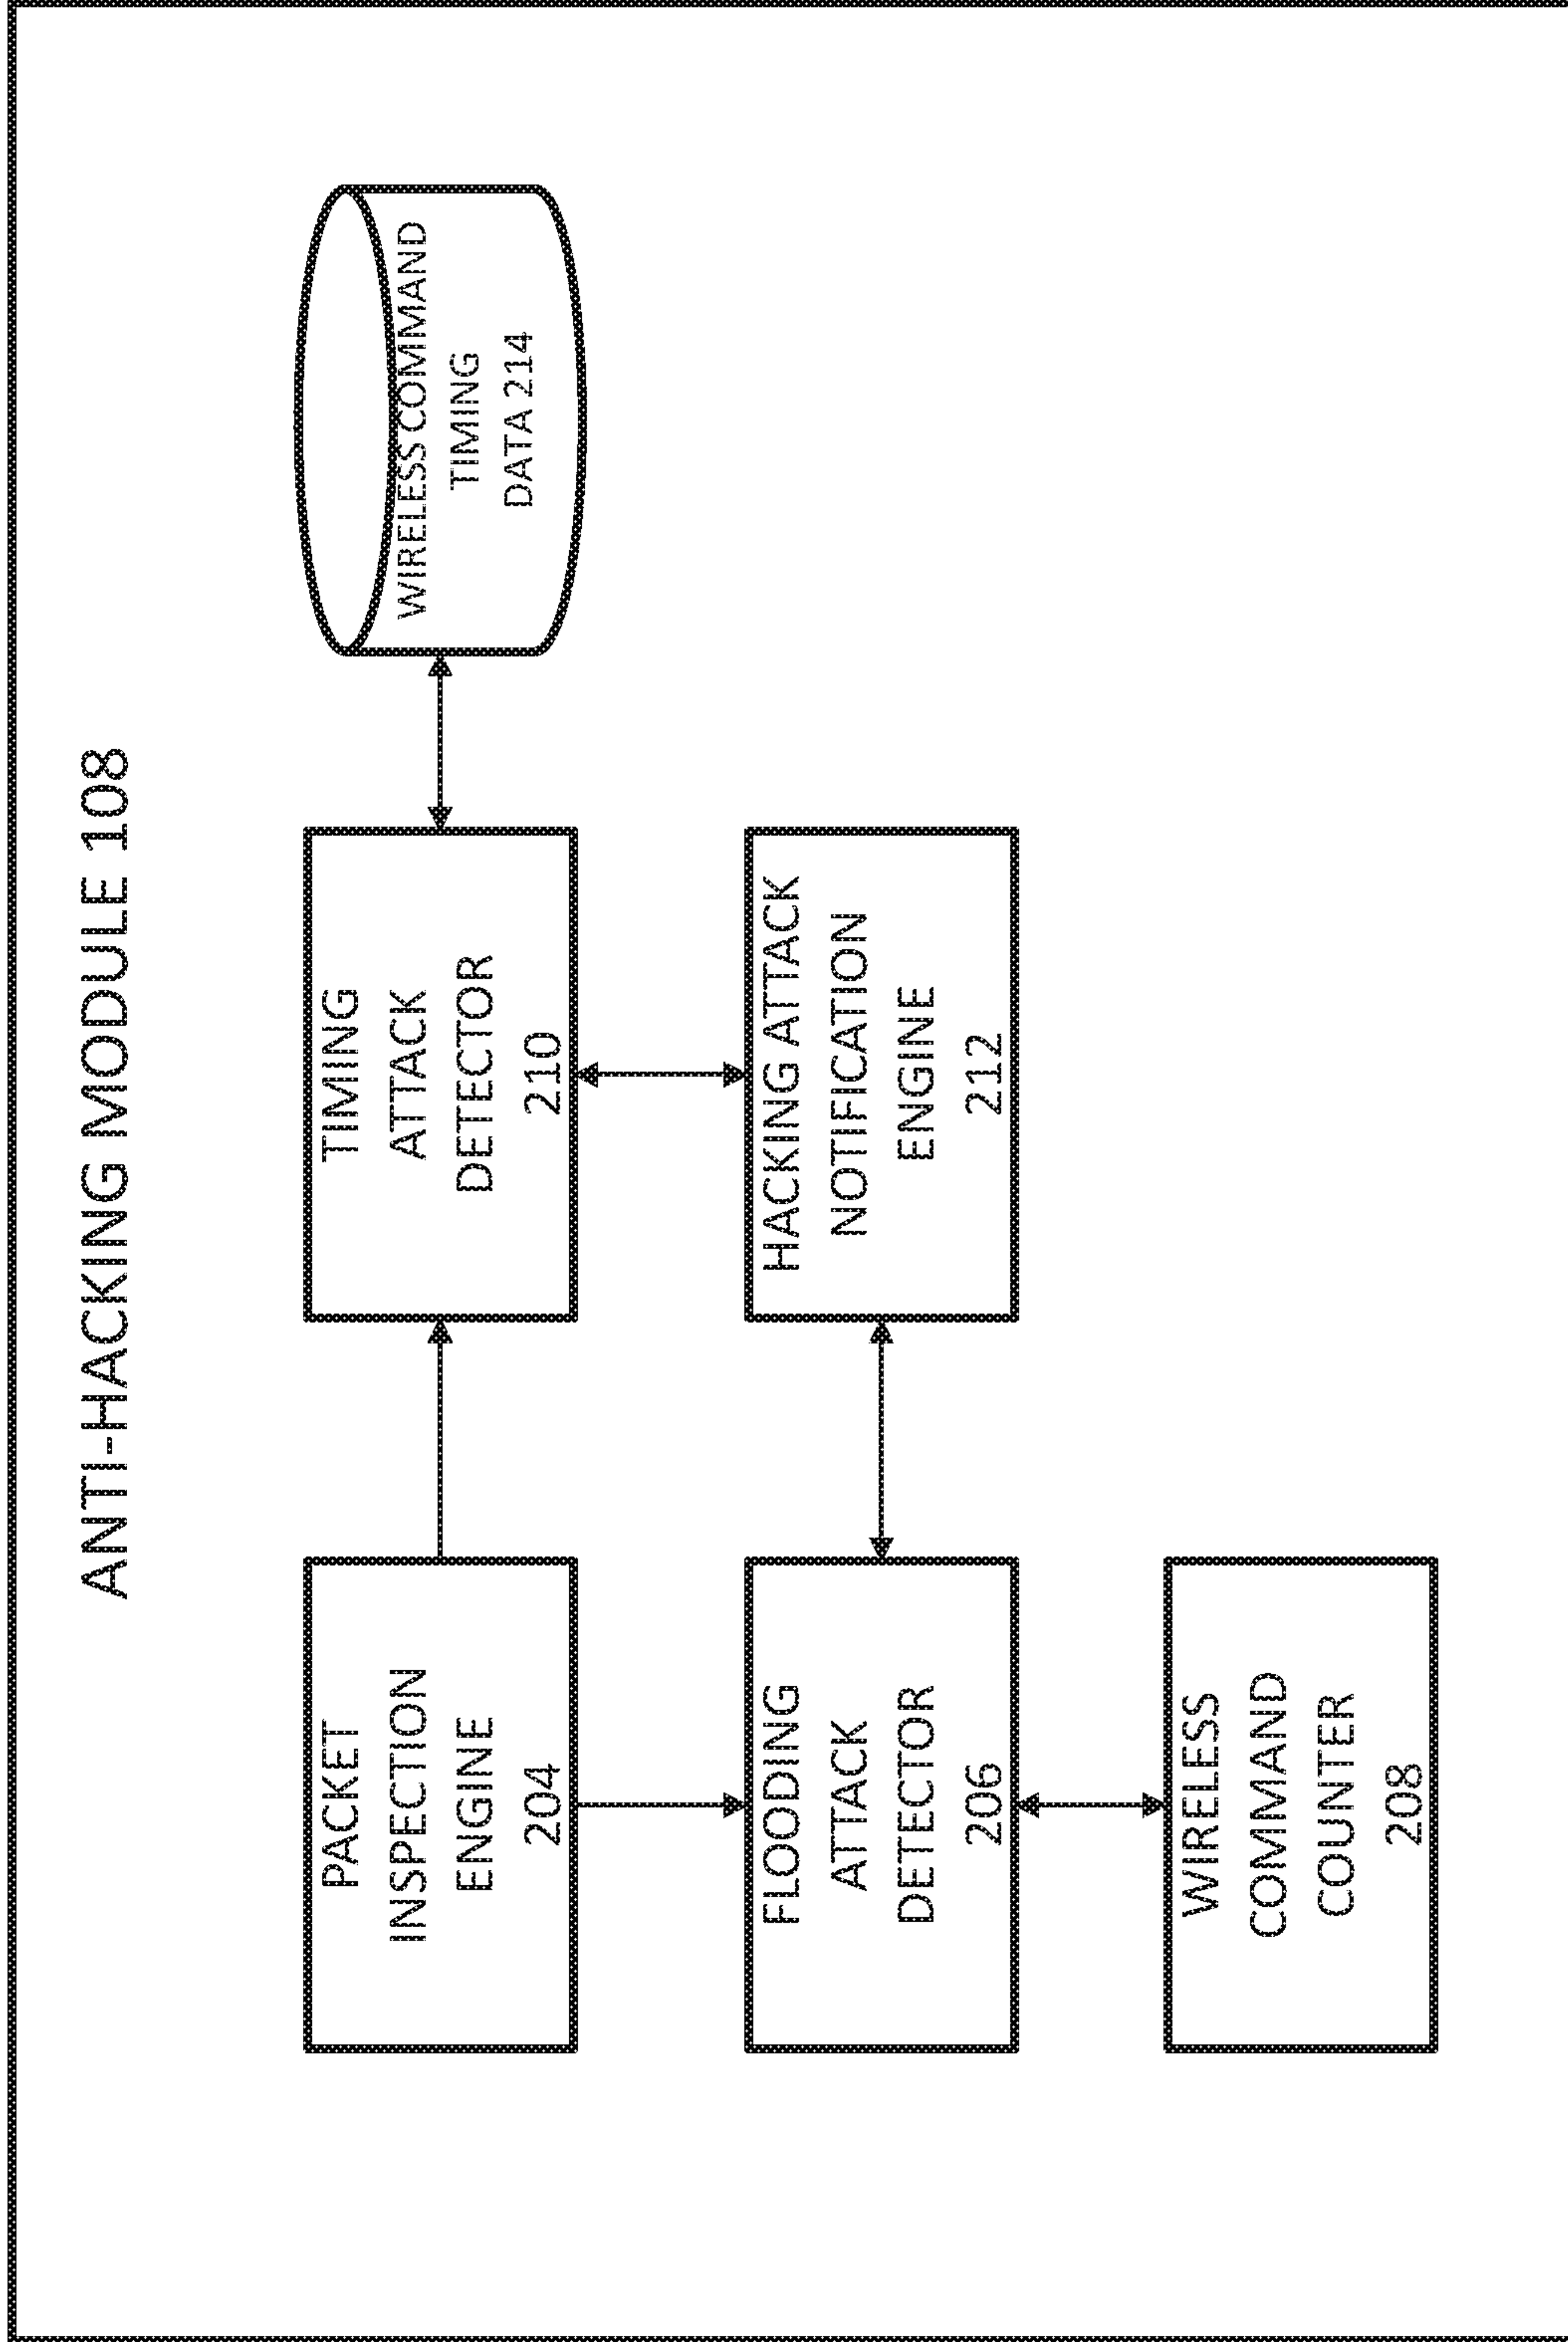 ANTI-HACKING MODULE 108
PACKET
INSPECTION
ENGINE
204
TIMING
ATTACK
DETECTOR
210
WIRELESS COMMAND
TIMING
DATA 214
FLOODING
ATTACK
DETECTOR
206
HACKING ATTACK
NOTIFICATION
ENGINE
212
WIRELESS
COMMAND
COUNTER
208